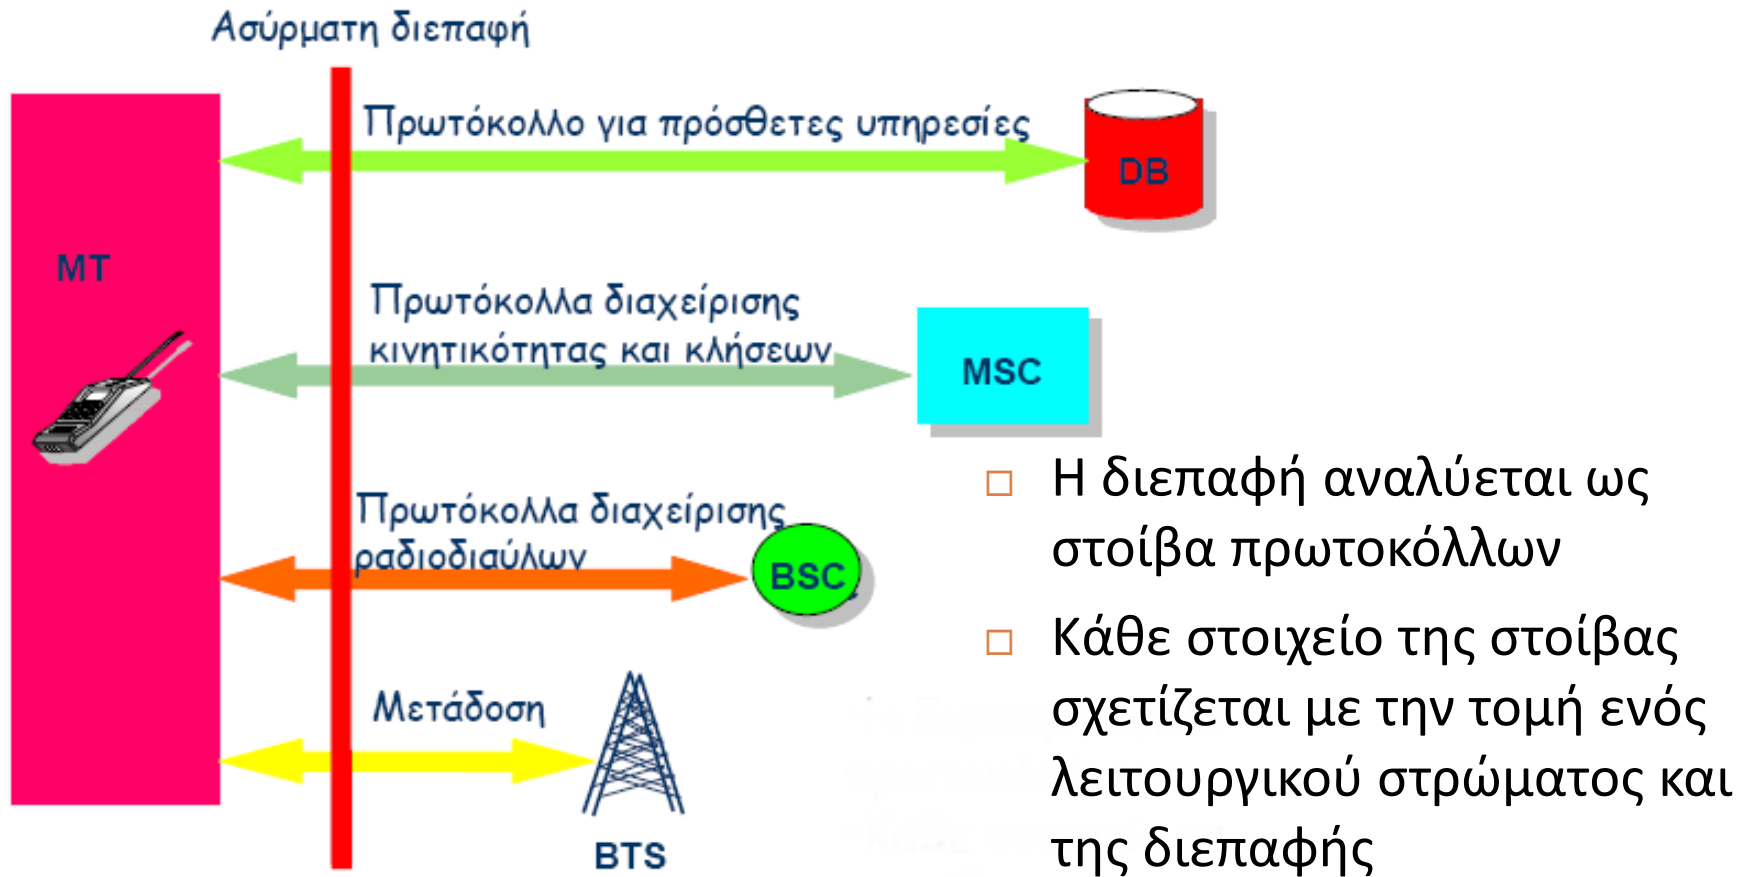 Ασύρματη διεπαφή
Πρωτόκολλο για πρόσθετες υπηρεσίες
DB
MT
Πρωτόκολλα διαχείρισης
κινητικότητας και κλήσεων
MSC
Πρωτόκολλα διαχείρισης
ραδιοδιαύλων
BSC
Μετάδοση
BTS
Η διεπαφή αναλύεται ως
στοίβα πρωτοκόλλων
Κάθε στοιχείο της στοίβας
σχετίζεται με την τομή ενός
λειτουργικού στρώματος και
της διεπαφής